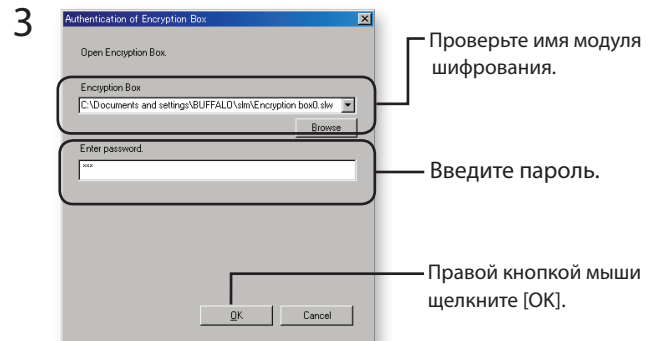 3
Authentication of Encryption Box
Open Encryption Box.
Encryption Box
C:\Documents and settings\BUFFALO\slm\Encryption box0.slw
Browse
Проверьте имя модуля
шифрования.
Enter password.
xxx
Введите пароль.
Правой кнопкой мыши
щелкните [OK].
OK
Cancel